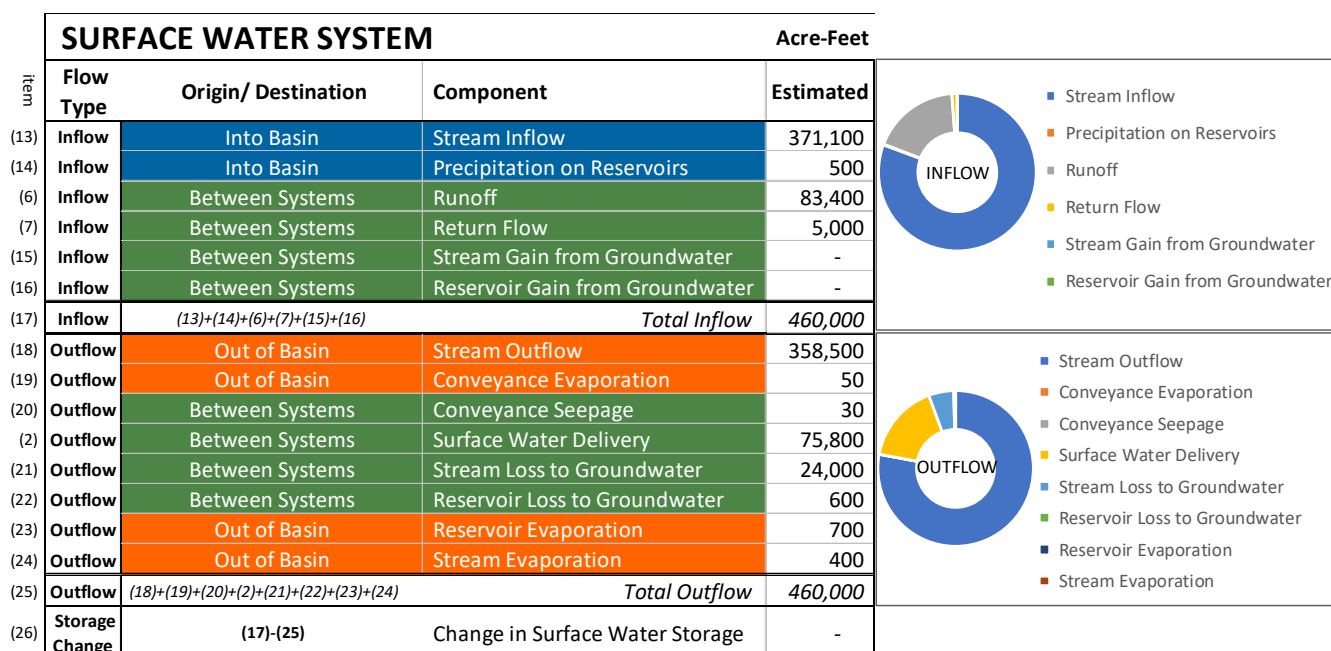 SURFACE WATER SYSTEM Acre-Feet
item Flow Type Origin/ Destination Component Estimated
(13) Inflow Into Basin Stream Inflow 371,100
(14) Inflow Into Basin Precipitation on Reservoirs 500
(6) Inflow Between Systems Runoff 83,400
(7) Inflow Between Systems Return Flow 5,000
(15) Inflow Between Systems Stream Gain from Groundwater -
(16) Inflow Between Systems Reservoir Gain from Groundwater -
(17) Inflow (13)+(14)+(6)+(7)+(15)+(16) Total Inflow 460,000
(18) Outflow Out of Basin Stream Outflow 358,500
(19) Outflow Out of Basin Conveyance Evaporation 50
(20) Outflow Between Systems Conveyance Seepage 30
(2) Outflow Between Systems Surface Water Delivery 75,800
(21) Outflow Between Systems Stream Loss to Groundwater 24,000
(22) Outflow Between Systems Reservoir Loss to Groundwater 600
(23) Outflow Out of Basin Reservoir Evaporation 700
(24) Outflow Out of Basin Stream Evaporation 400
(25) Outflow (18)+(19)+(20)+(2)+(21)+(22)+(23)+(24) Total Outflow 460,000
(26) Storage Change (17)-(25) Change in Surface Water Storage -
INFLOW
Stream Inflow
Precipitation on Reservoirs
Runoff
Return Flow
Stream Gain from Groundwater
Reservoir Gain from Groundwater
OUTFLOW
Stream Outflow
Conveyance Evaporation
Conveyance Seepage
Surface Water Delivery
Stream Loss to Groundwater
Reservoir Loss to Groundwater
Reservoir Evaporation
Stream Evaporation